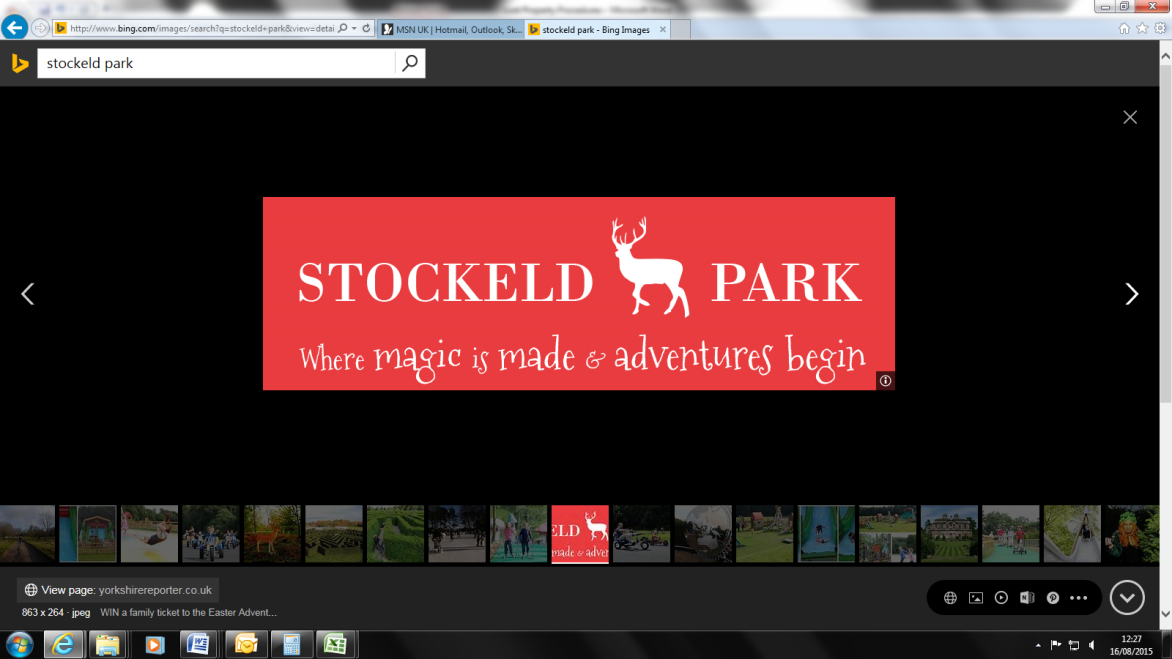 http://www.bing.com/images/search?q=stockeld+park&view=detai
MSN UK | Hotmail, Outlook, Sk...
stockeld park - Bing Images
stockeld park
STOCKELD PARK
Where magic is made & adventures begin
ELD
made & adven
View page: yorkshirereporter.co.uk
863 x 264 · jpeg WIN a family ticket to the Easter Advent...
12:27
16/08/2015